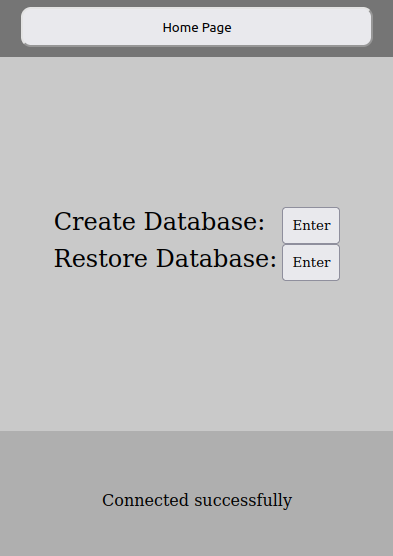 Home Page
Create Database: Enter
Restore Database: Enter
Connected successfully